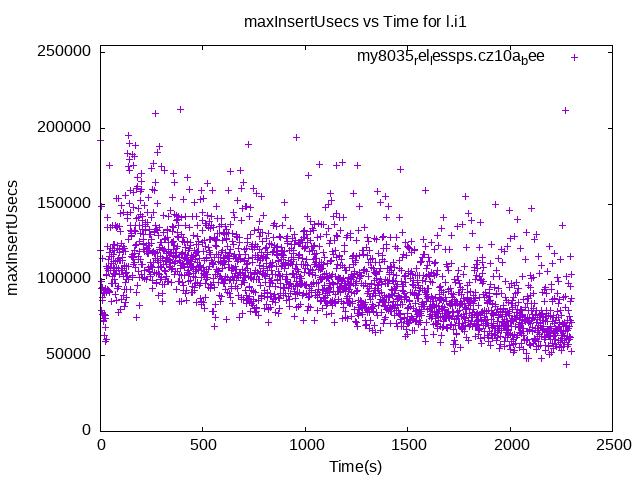 maxInsertUsecs vs Time for l.i1
my8035_rel_lessps.cz10a_bee
250000
200000
150000
100000
50000
0
maxInsertUsecs
0 500 1000 1500 2000 2500
Time(s)